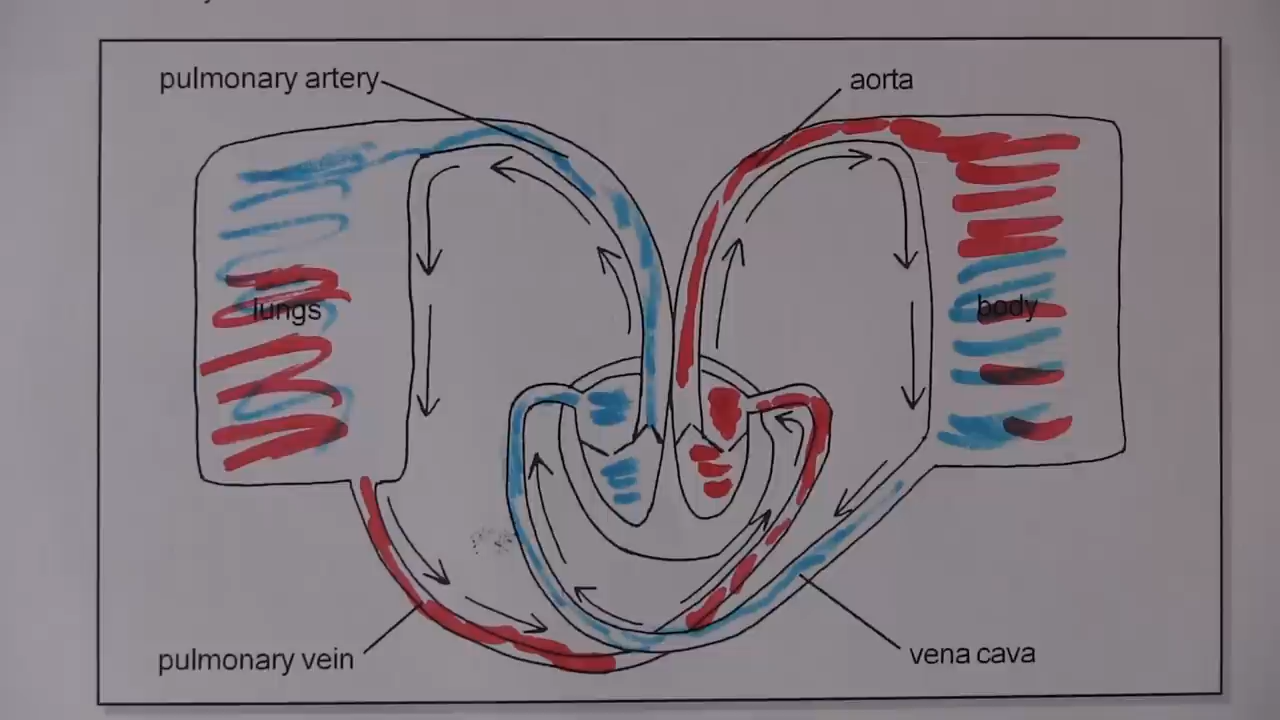 pulmonary artery
aorta
lungs
body
pulmonary vein
vena cava